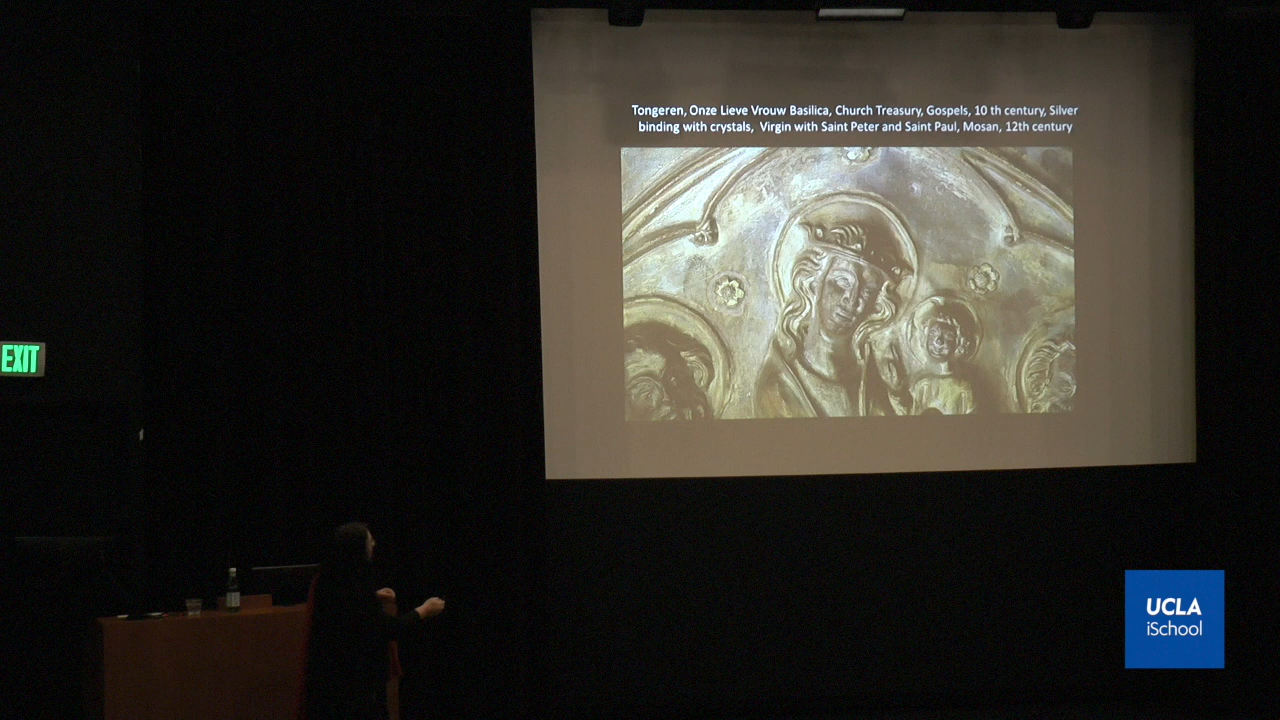 Tongeren, Onze Lieve Vrouw Basilica, Church Treasury, Gospels, 10 th century, Silver
binding with crystals, Virgin with Saint Peter and Saint Paul, Mosan, 12th century
EXIT
UCLA
iSchool